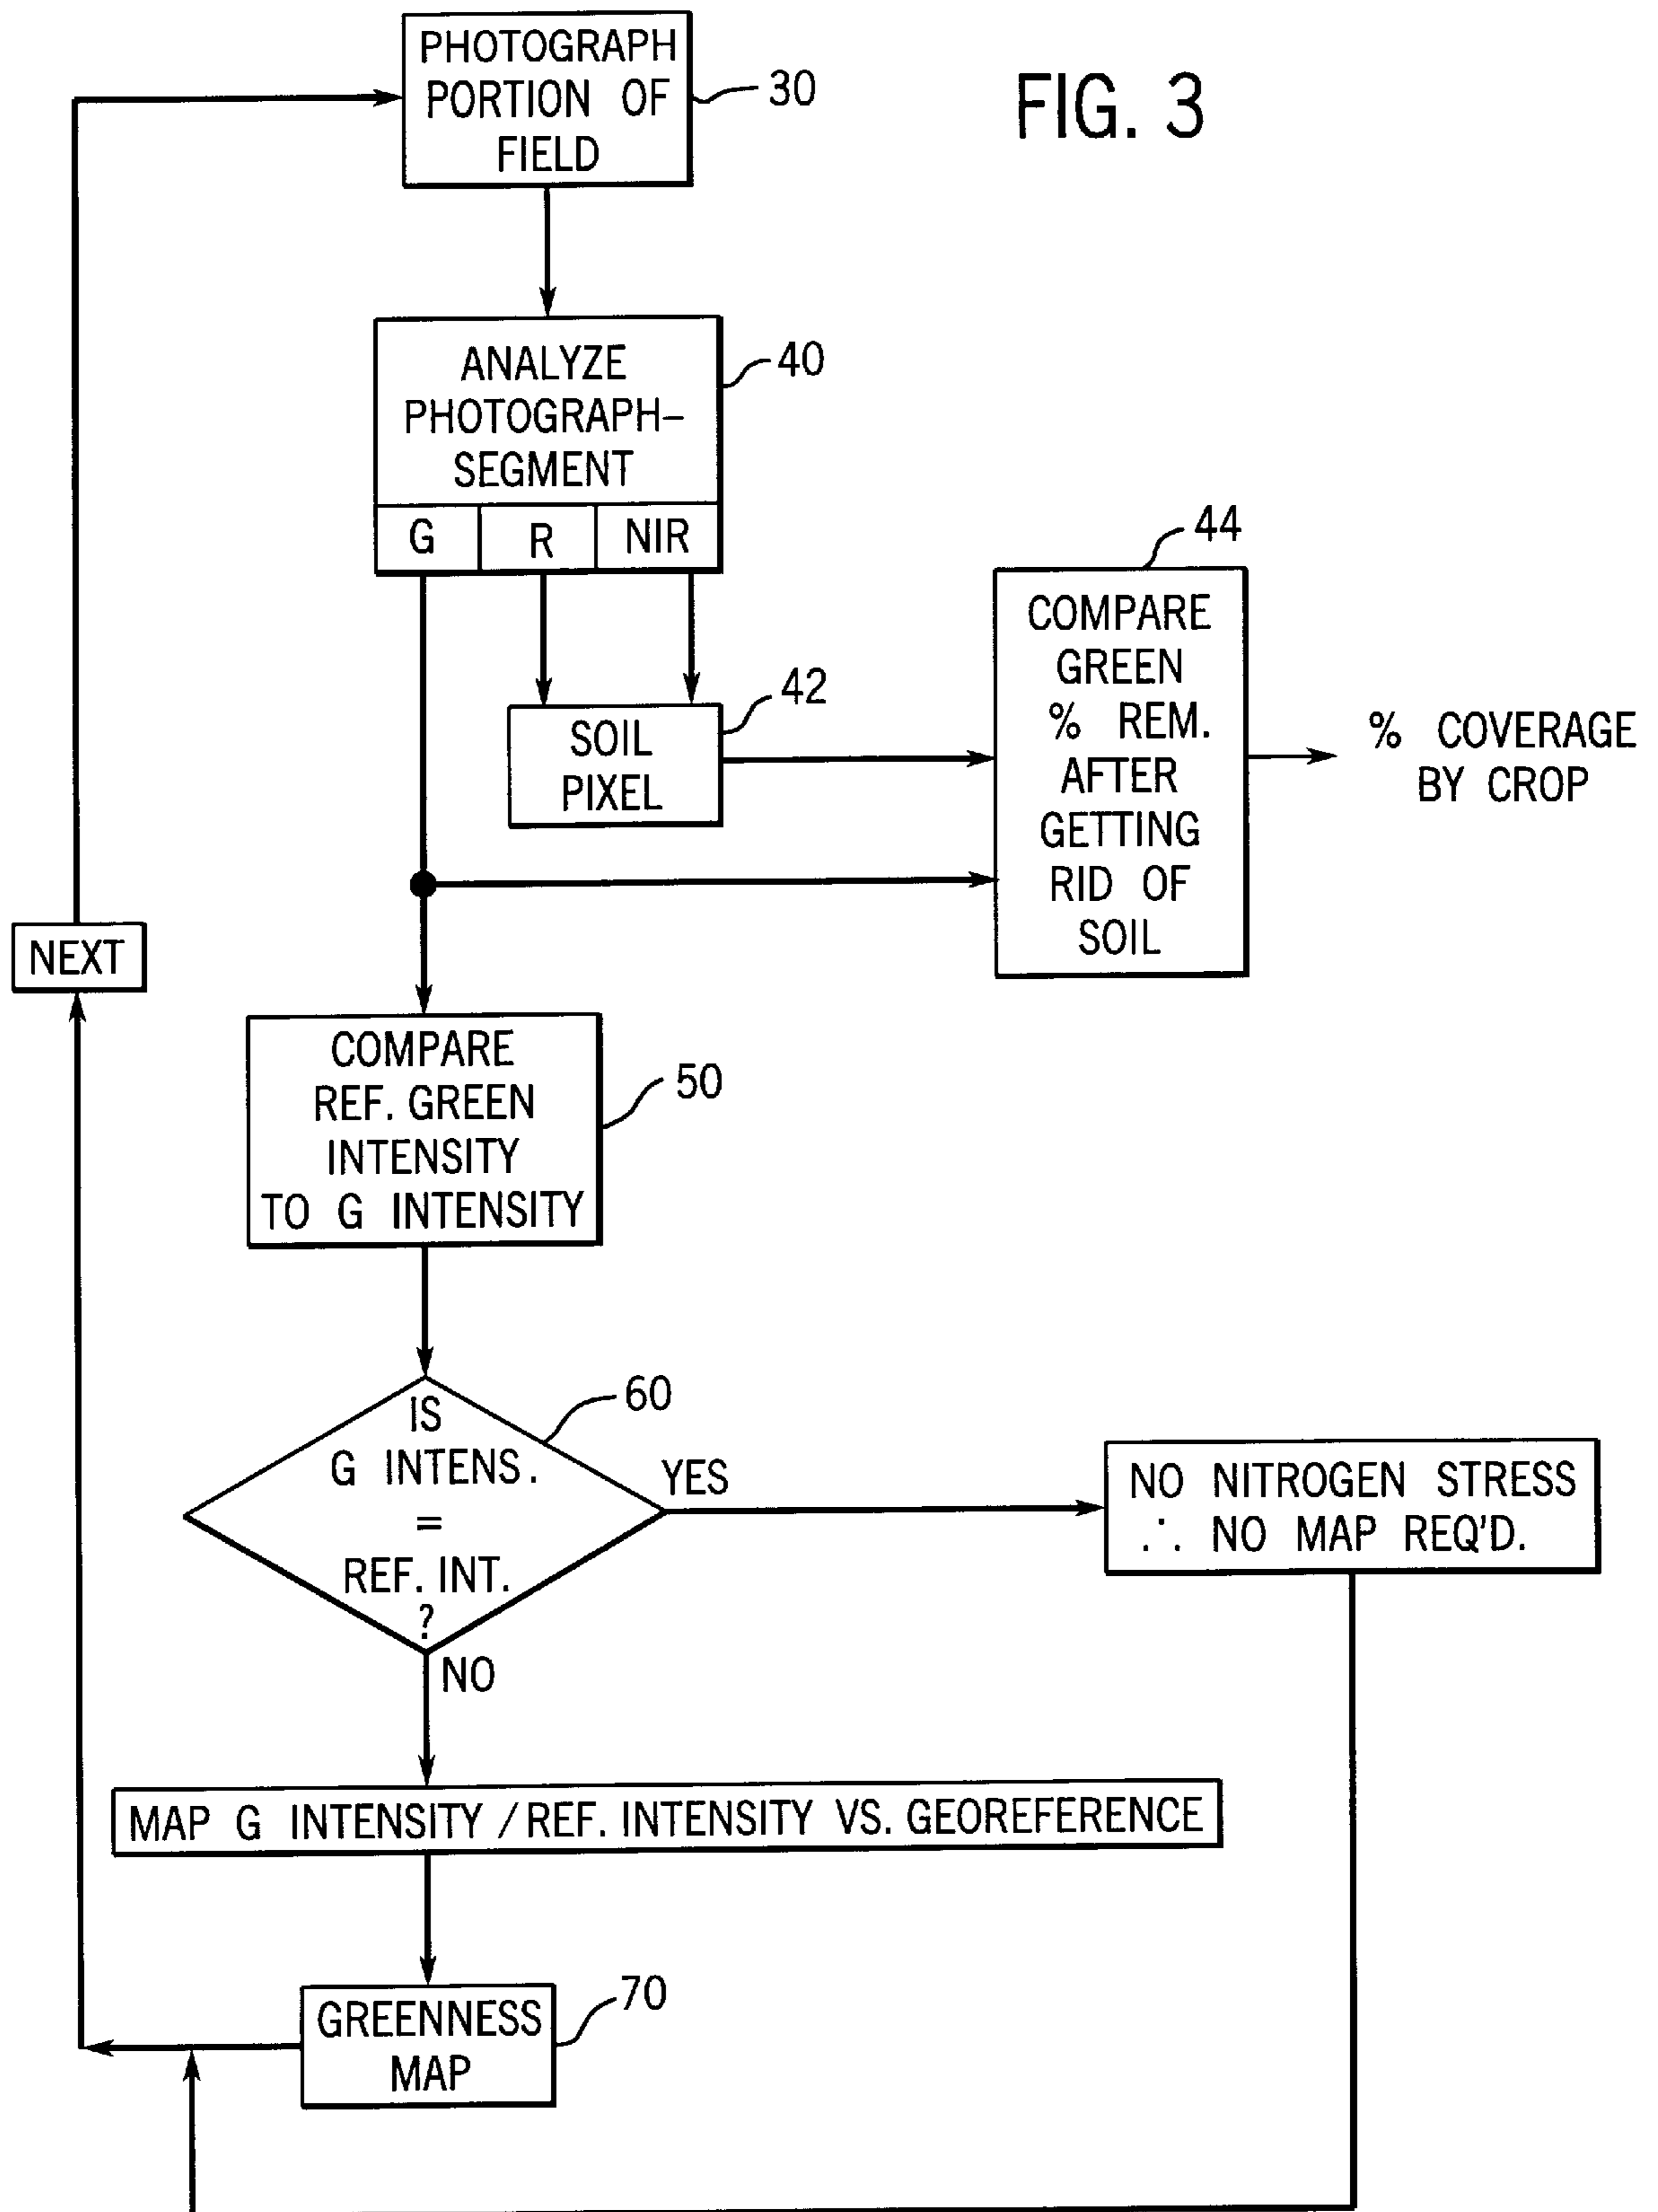 PHOTOGRAPH
PORTION OF
FIELD
30
FIG. 3
ANALYZE
PHOTOGRAPH–
SEGMENT
40
G R NIR
44
COMPARE
GREEN
% REM.
AFTER
GETTING
RID OF
SOIL
42
SOIL
PIXEL
% COVERAGE
BY CROP
NEXT
COMPARE
REF. GREEN
INTENSITY
TO G INTENSITY
50
60
IS
G INTENS.
=
REF. INT.
?
YES
NO
NO NITROGEN STRESS
∴ NO MAP REQ'D.
MAP G INTENSITY / REF. INTENSITY VS. GEOREFERENCE
GREENNESS
MAP
70